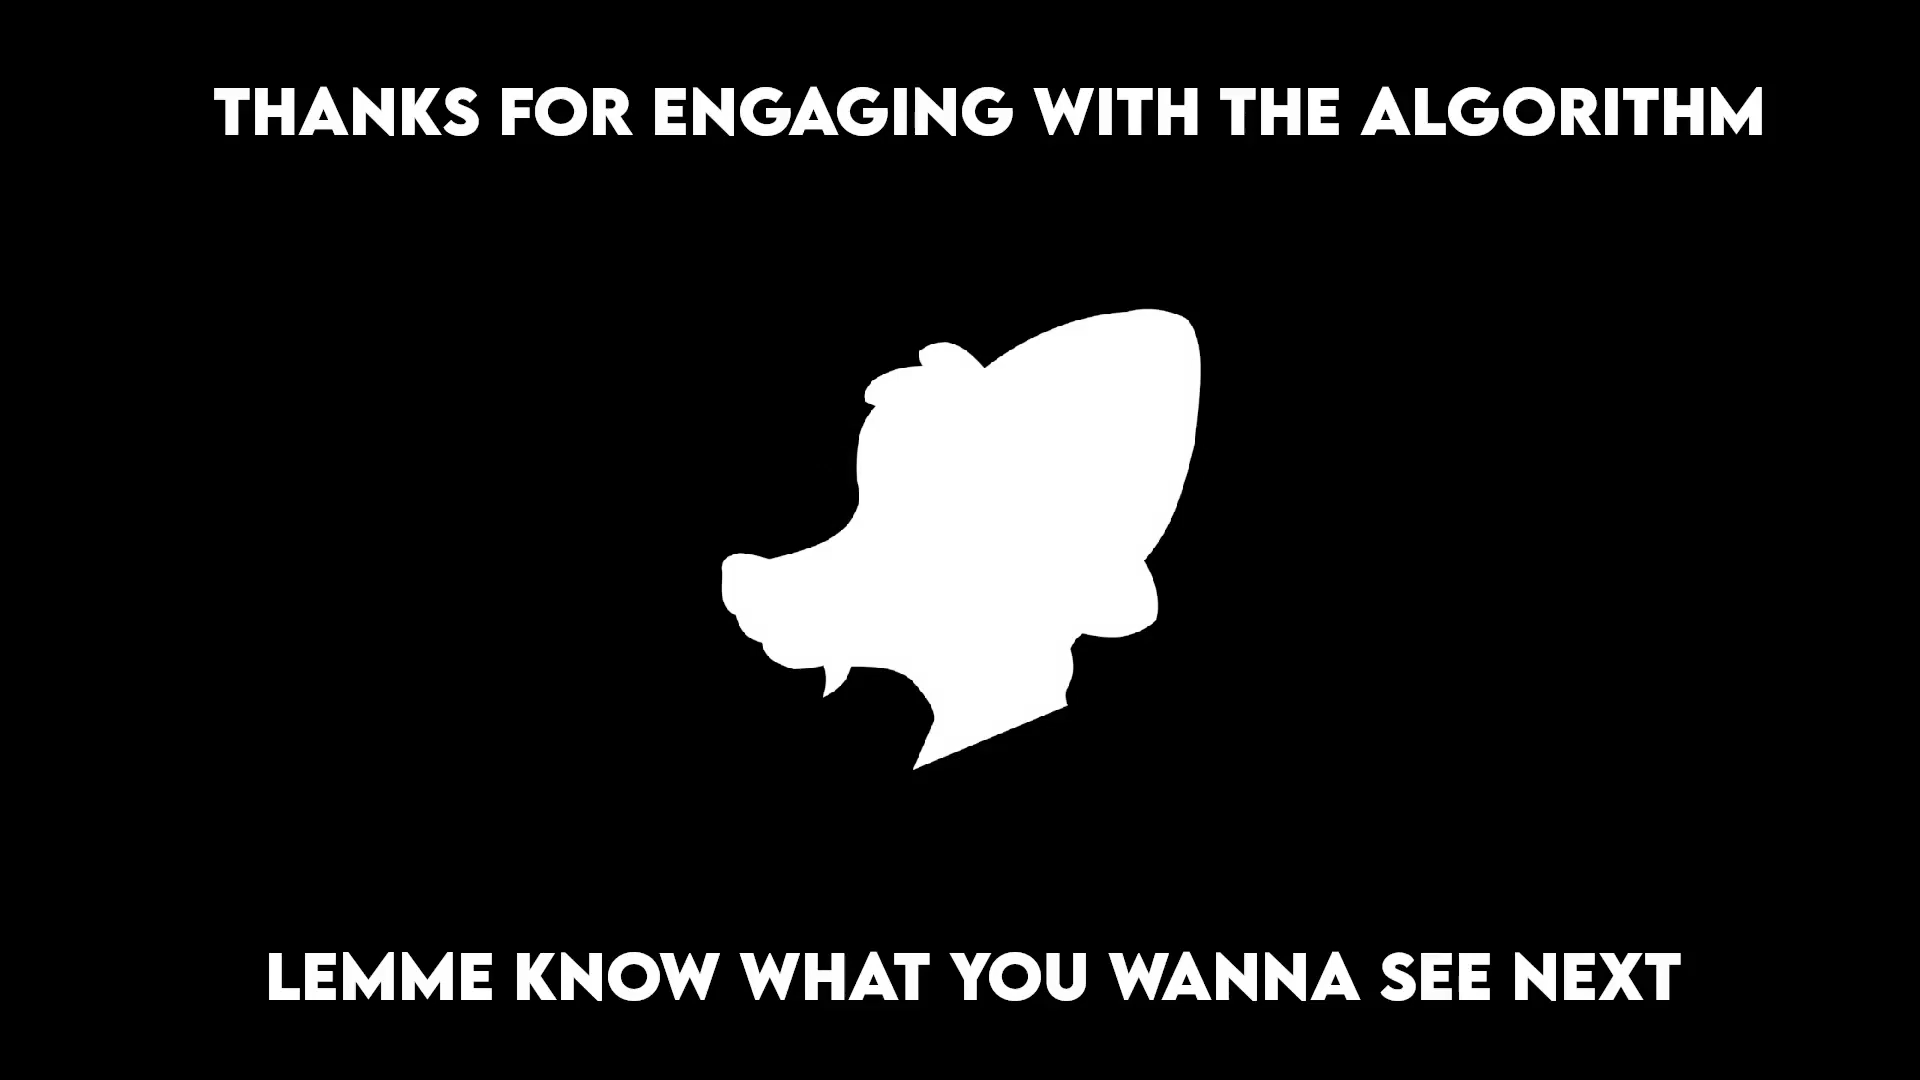 THANKS FOR ENGAGING WITH THE ALGORITHM
LEMME KNOW WHAT YOU WANNA SEE NEXT